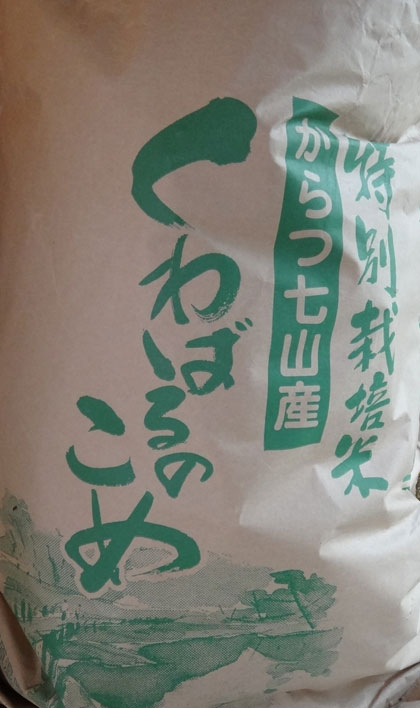 特別栽培米
からつ七山産
くわばるの
こめ